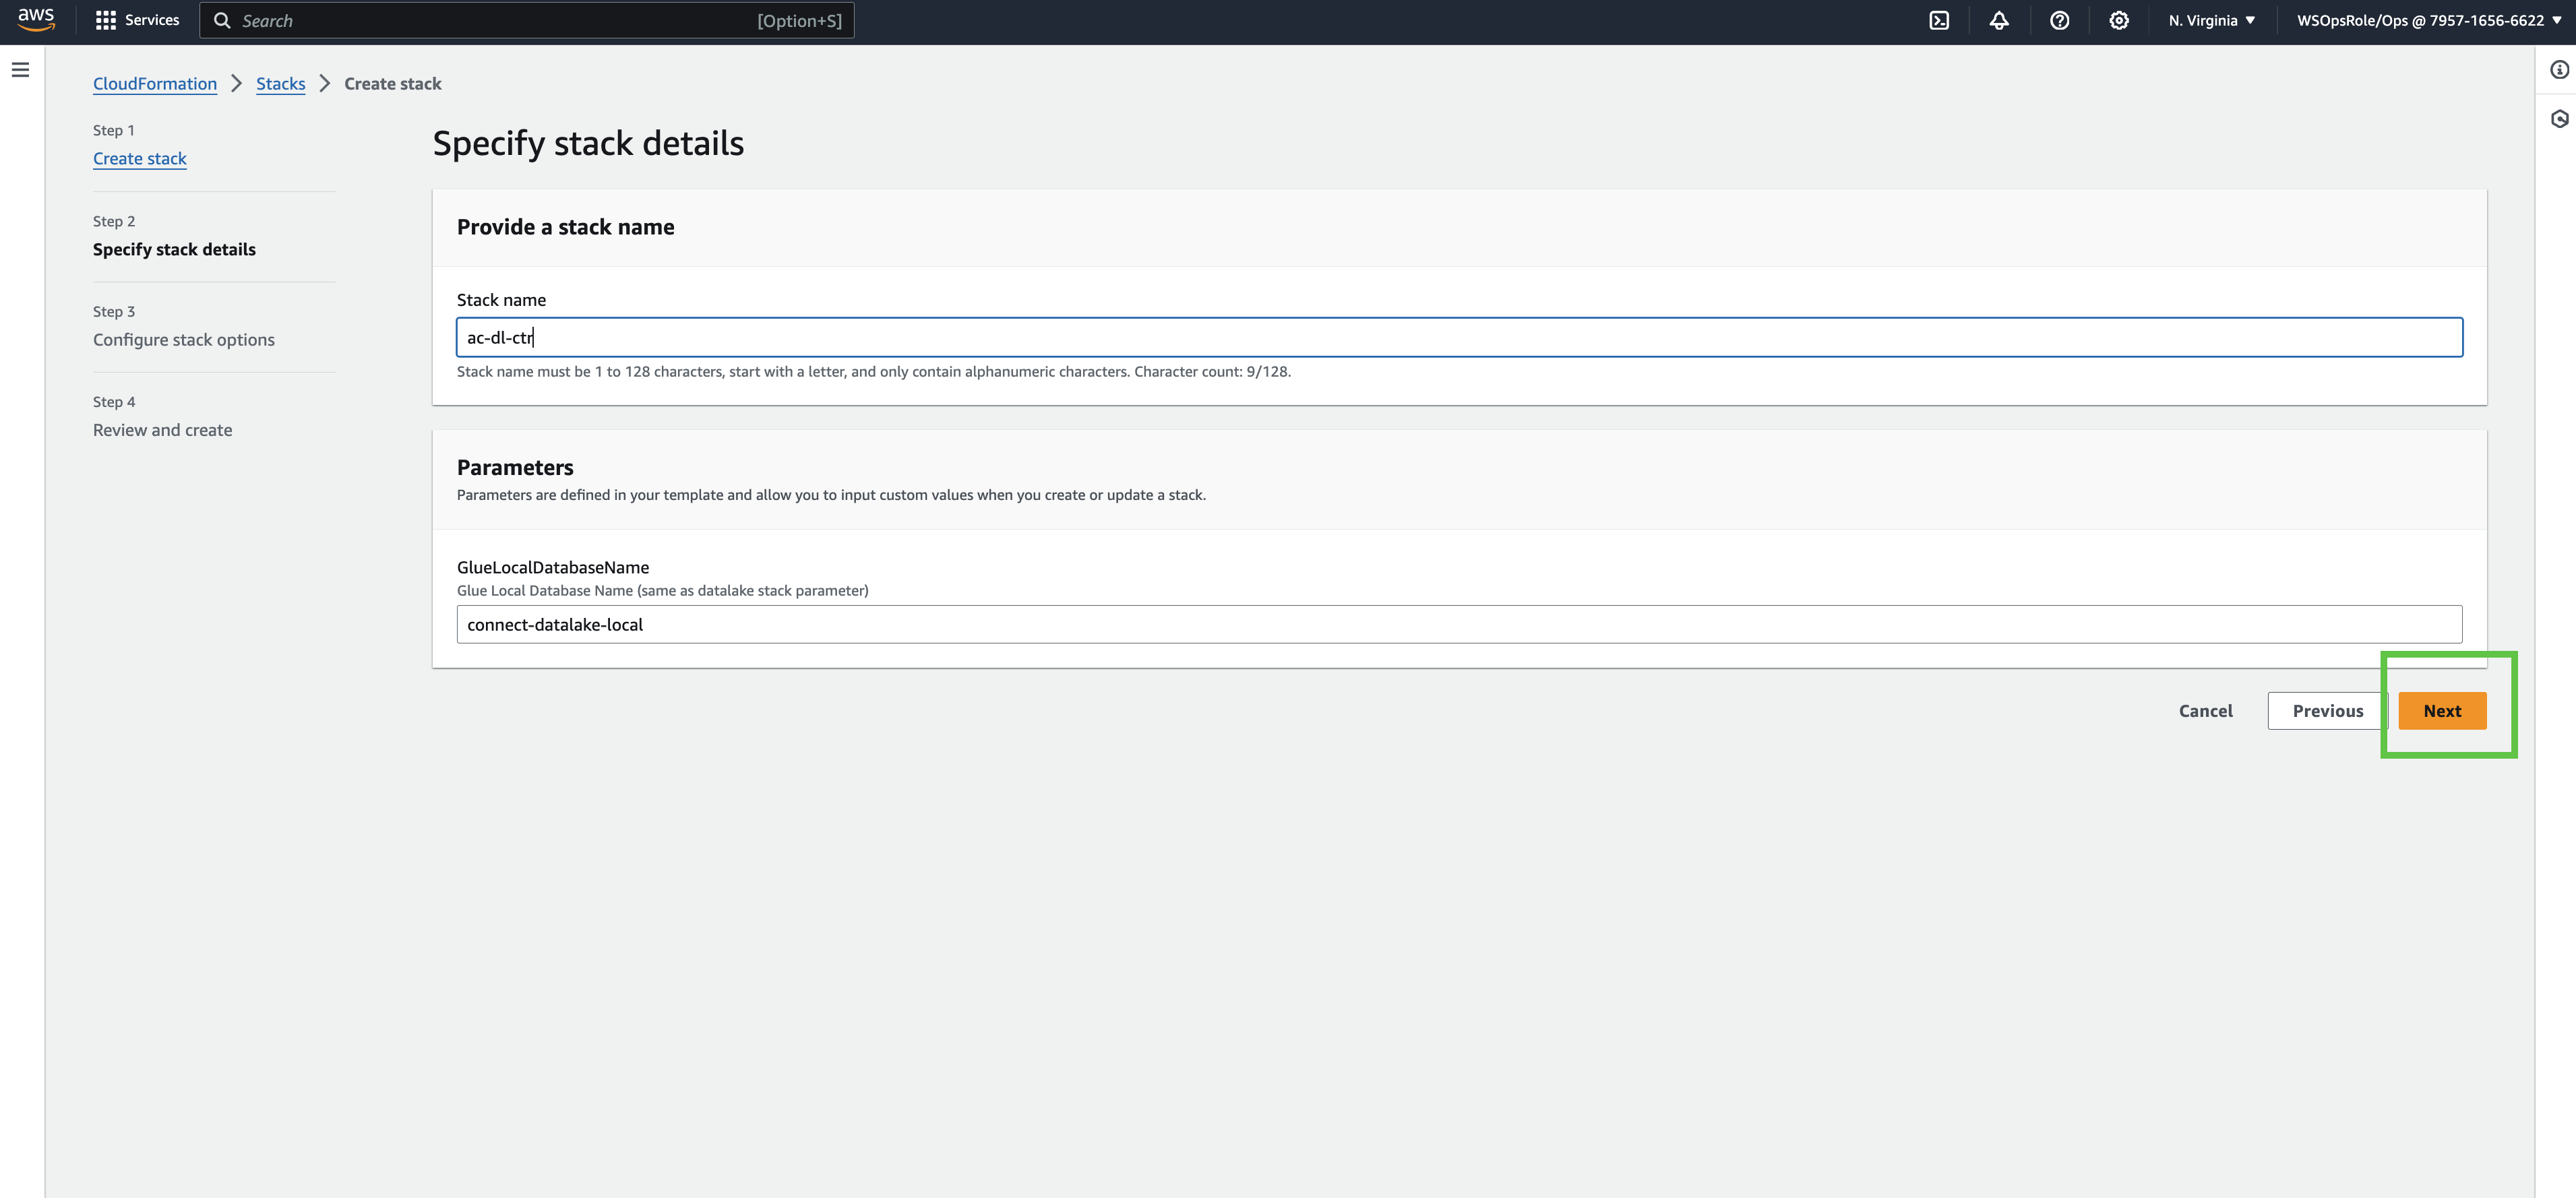 aws
Services
Search
[Option+S]
N. Virginia
WSOpsRole/Ops @ 7957-1656-6622
CloudFormation
Stacks
Create stack
Step 1
Create stack
Step 2
Specify stack details
Step 3
Configure stack options
Step 4
Review and create
Specify stack details
Provide a stack name
Stack name
ac-dl-ctr
Stack name must be 1 to 128 characters, start with a letter, and only contain alphanumeric characters. Character count: 9/128.
Parameters
Parameters are defined in your template and allow you to input custom values when you create or update a stack.
GlueLocalDatabaseName
Glue Local Database Name (same as datalake stack parameter)
connect-datalake-local
Cancel
Previous
Next